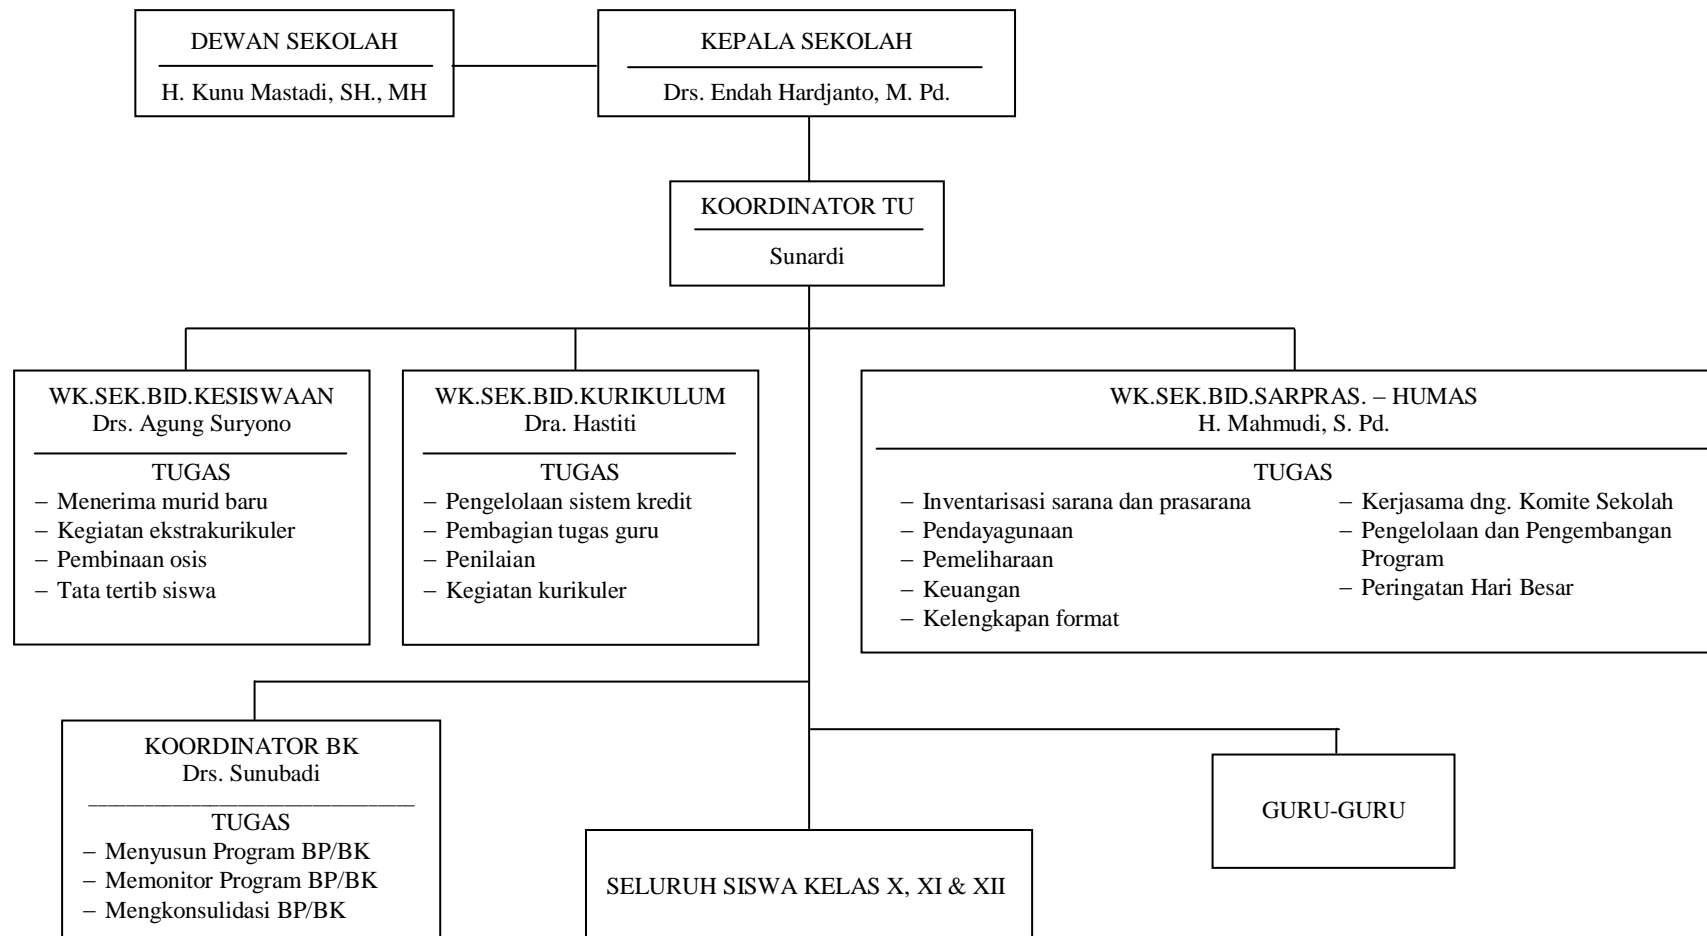 DEWAN SEKOLAH
H. Kunu Mastadi, SH., MH
KEPALA SEKOLAH
Drs. Endah Hardjanto, M. Pd.
KOORDINATOR TU
Sunardi
WK.SEK.BID.KESISWAAN
Drs. Agung Suryono
TUGAS
– Menerima murid baru
– Kegiatan ekstrakurikuler
– Pembinaan osis
– Tata tertib siswa
WK.SEK.BID.KURIKULUM
Dra. Hastiti
TUGAS
– Pengelolaan sistem kredit
– Pembagian tugas guru
– Penilaian
– Kegiatan kurikuler
WK.SEK.BID.SARPRAS. – HUMAS
H. Mahmudi, S. Pd.
TUGAS
– Inventarisasi sarana dan prasarana
– Pendayagunaan
– Pemeliharaan
– Keuangan
– Kelengkapan format
– Kerjasama dng. Komite Sekolah
– Pengelolaan dan Pengembangan
Program
– Peringatan Hari Besar
KOORDINATOR BK
Drs. Sunubadi
TUGAS
– Menyusun Program BP/BK
– Memonitor Program BP/BK
– Mengkonsulidasi BP/BK
SELURUH SISWA KELAS X, XI & XII
GURU-GURU